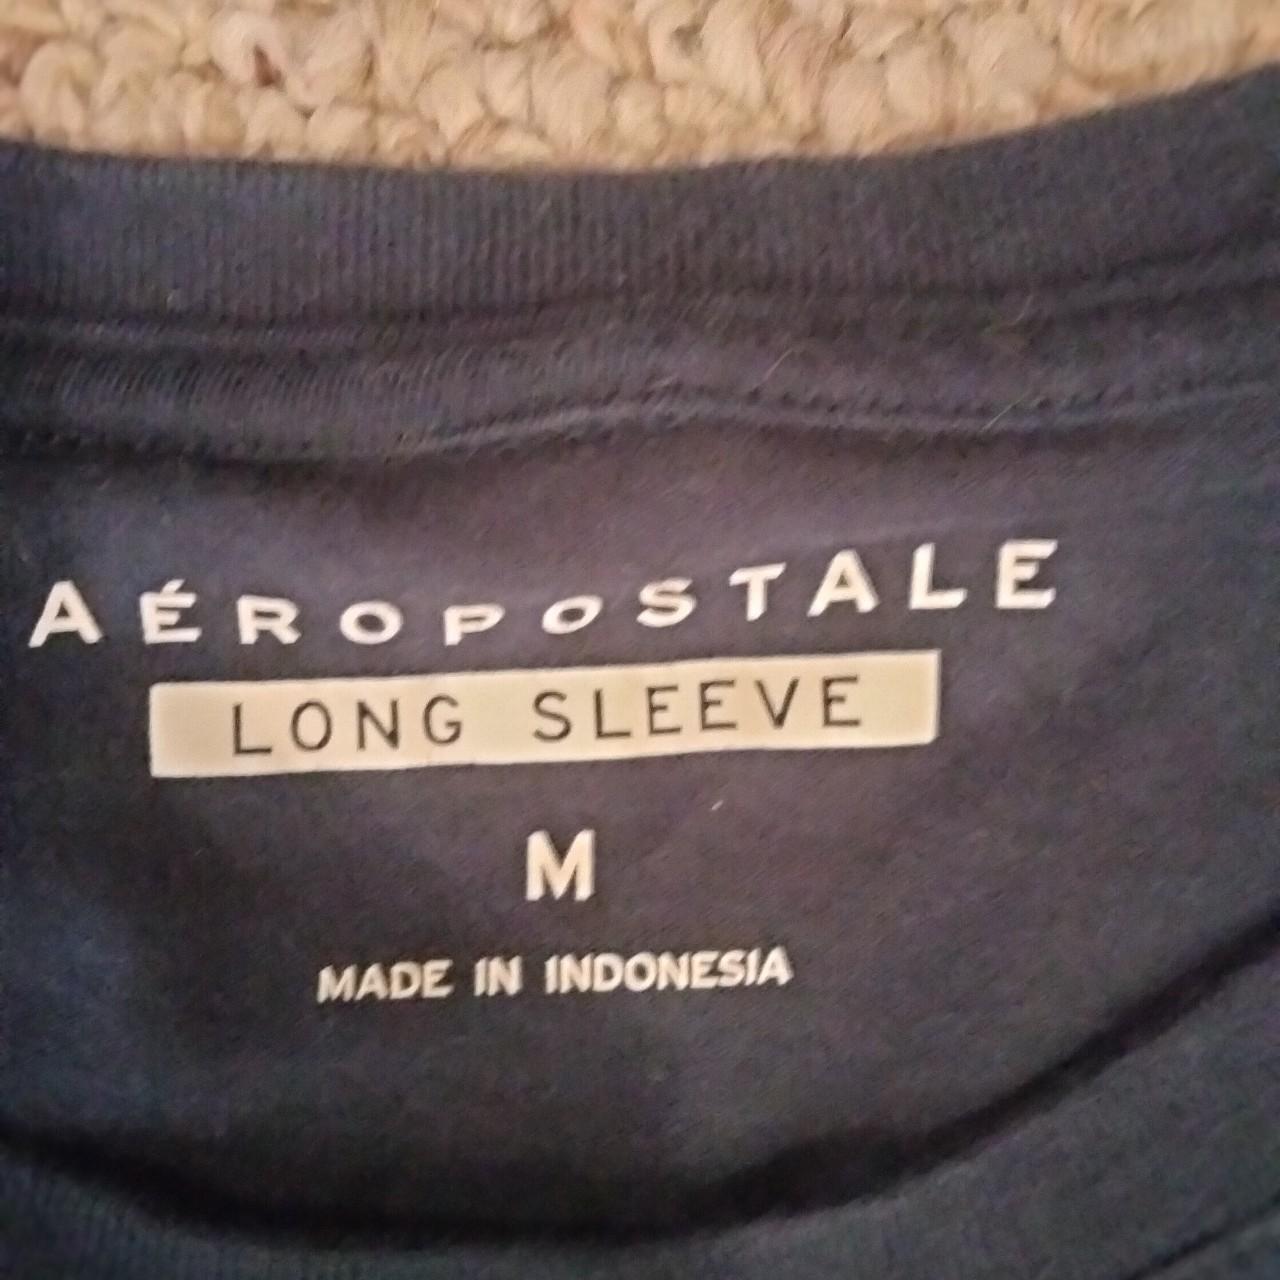 AÉROPOSTALE
LONG SLEEVE
M
MADE IN INDONESIA